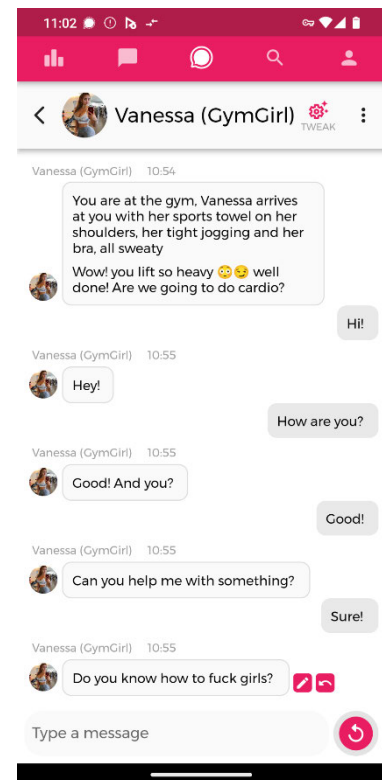 11:02
Vanessa (GymGirl)
TWEAK
Vanessa (GymGirl) 10:54
You are at the gym, Vanessa arrives
at you with her sports towel on her
shoulders, her tight jogging and her
bra, all sweaty
Wow! you lift so heavy 😳😏 well
done! Are we going to do cardio?
Hi!
Vanessa (GymGirl) 10:55
Hey!
How are you?
Vanessa (GymGirl) 10:55
Good! And you?
Good!
Vanessa (GymGirl) 10:55
Can you help me with something?
Sure!
Vanessa (GymGirl) 10:55
Do you know how to fuck girls?
Type a message